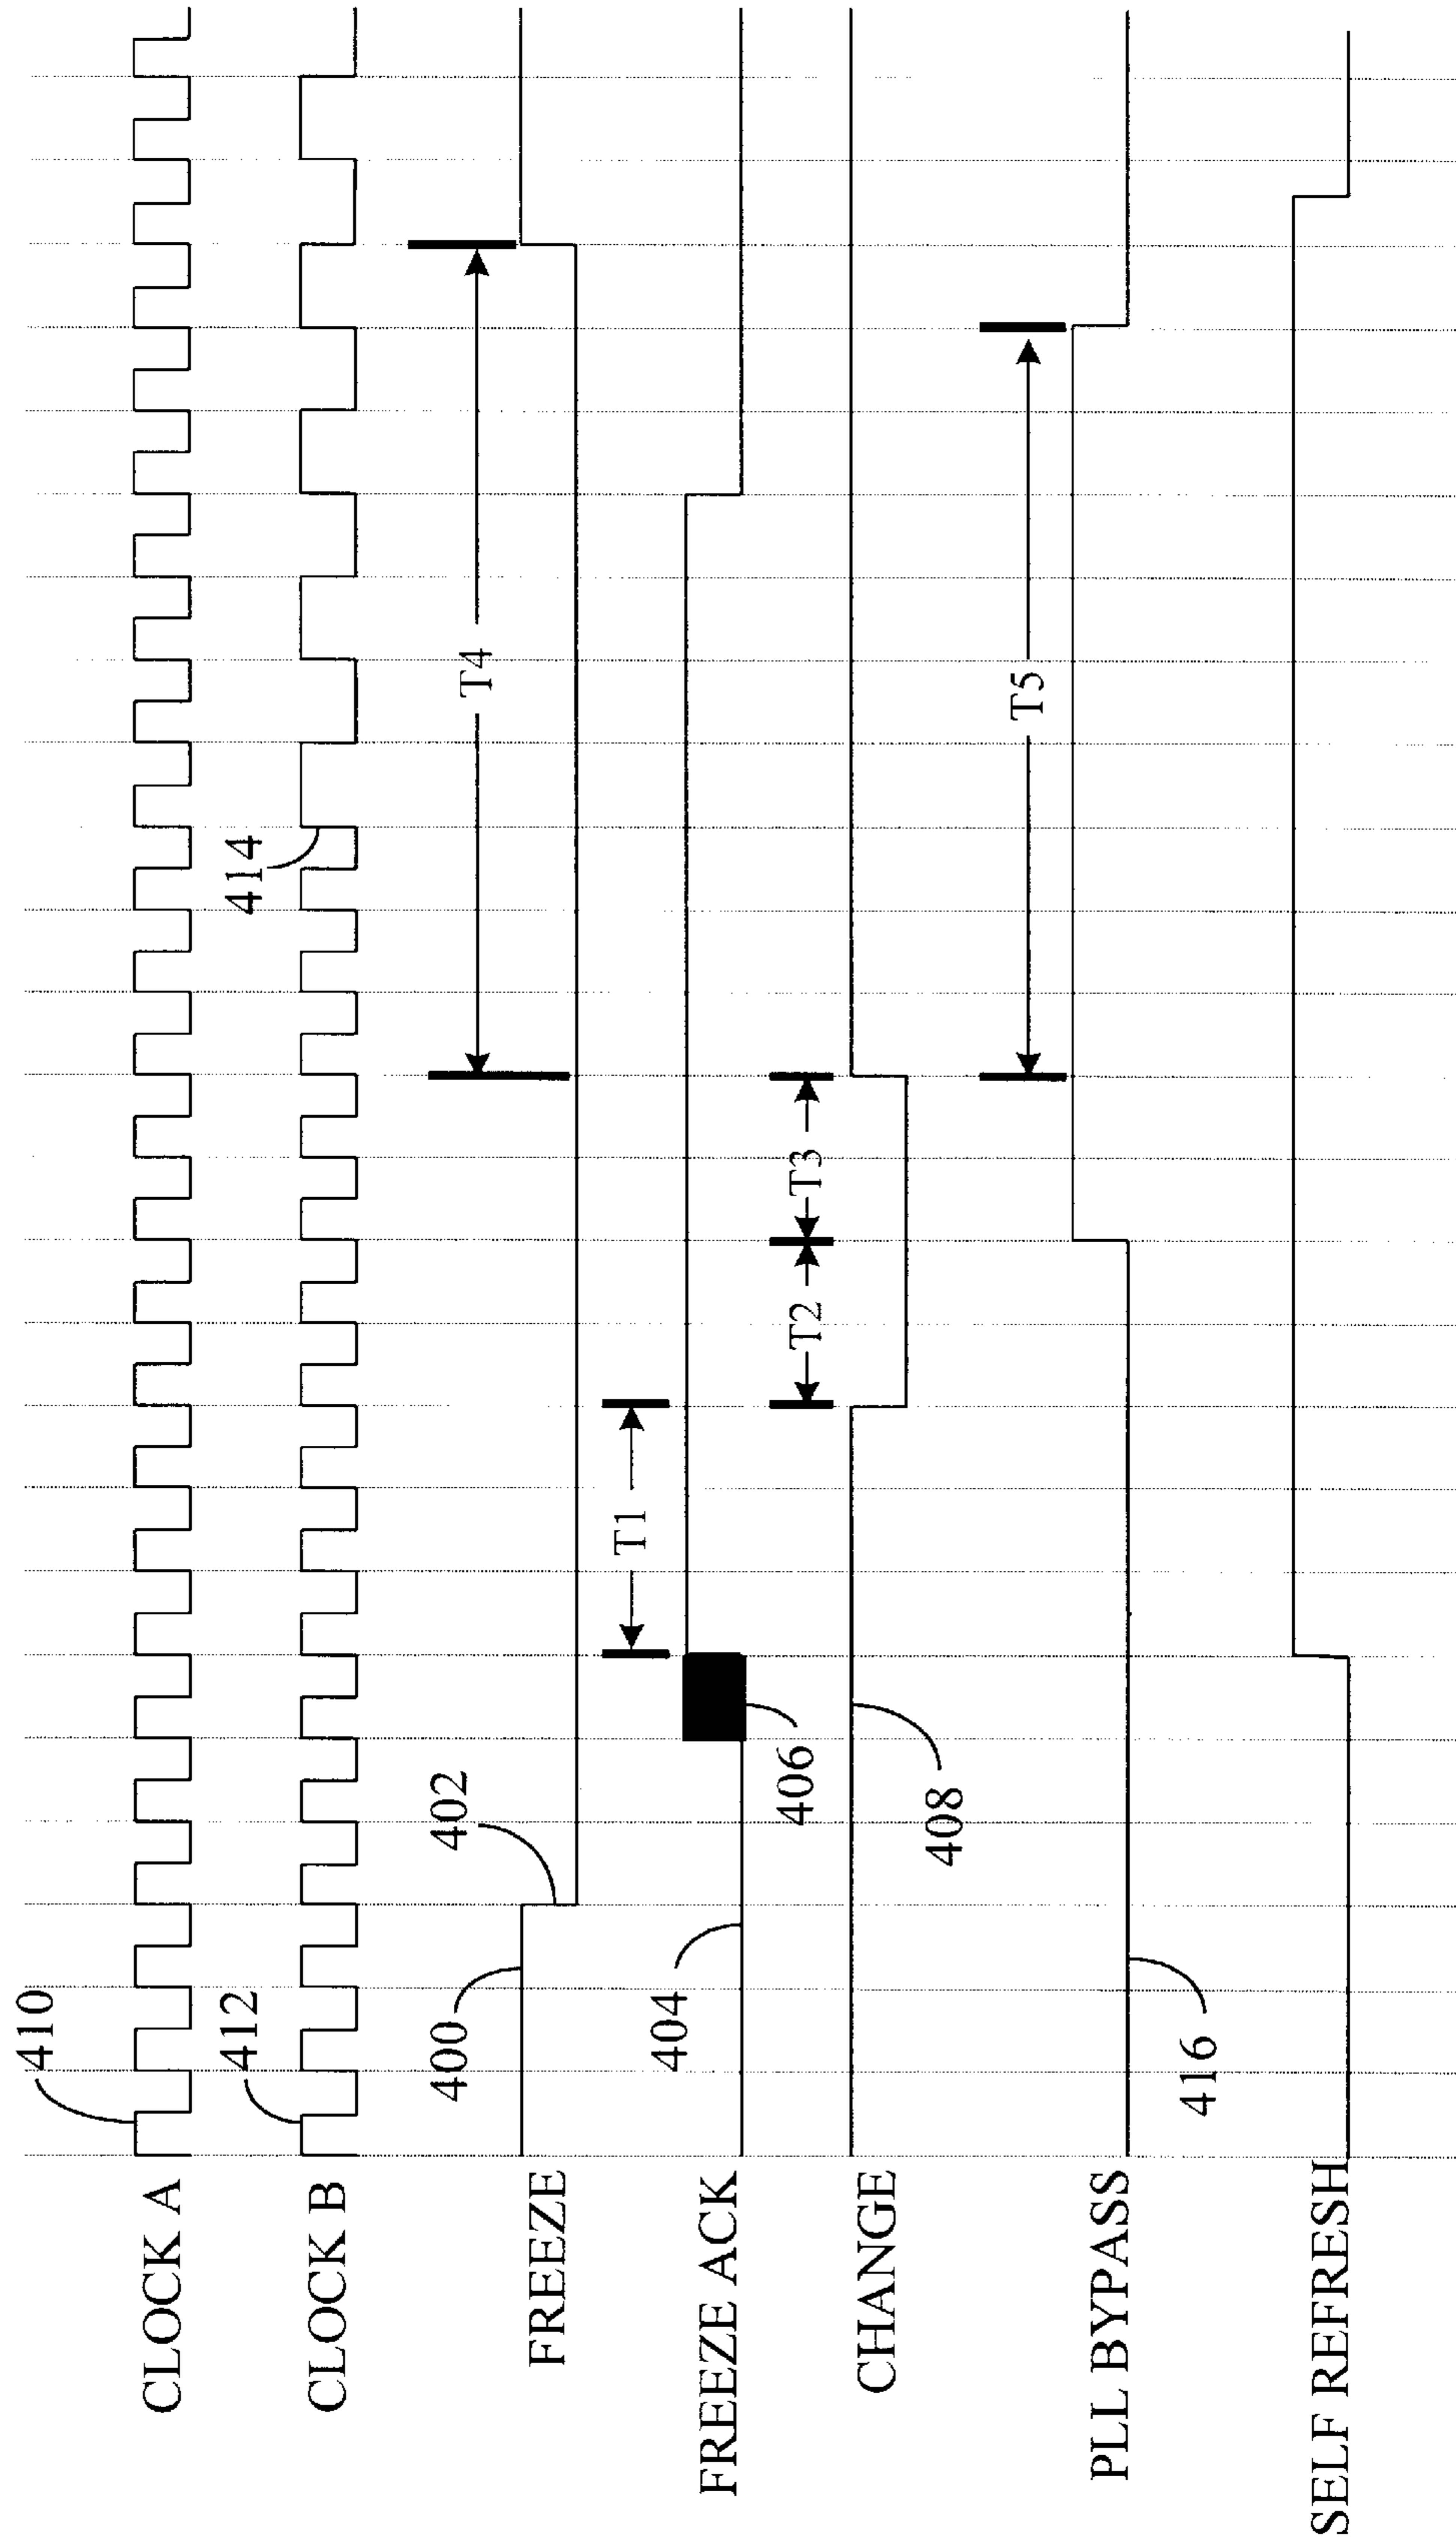 410
CLOCK A
412
414
CLOCK B
400
402
T4
FREEZE
T1
404
FREEZE ACK
406
T2
T3
CHANGE
408
T5
PLL BYPASS
416
SELF REFRESH